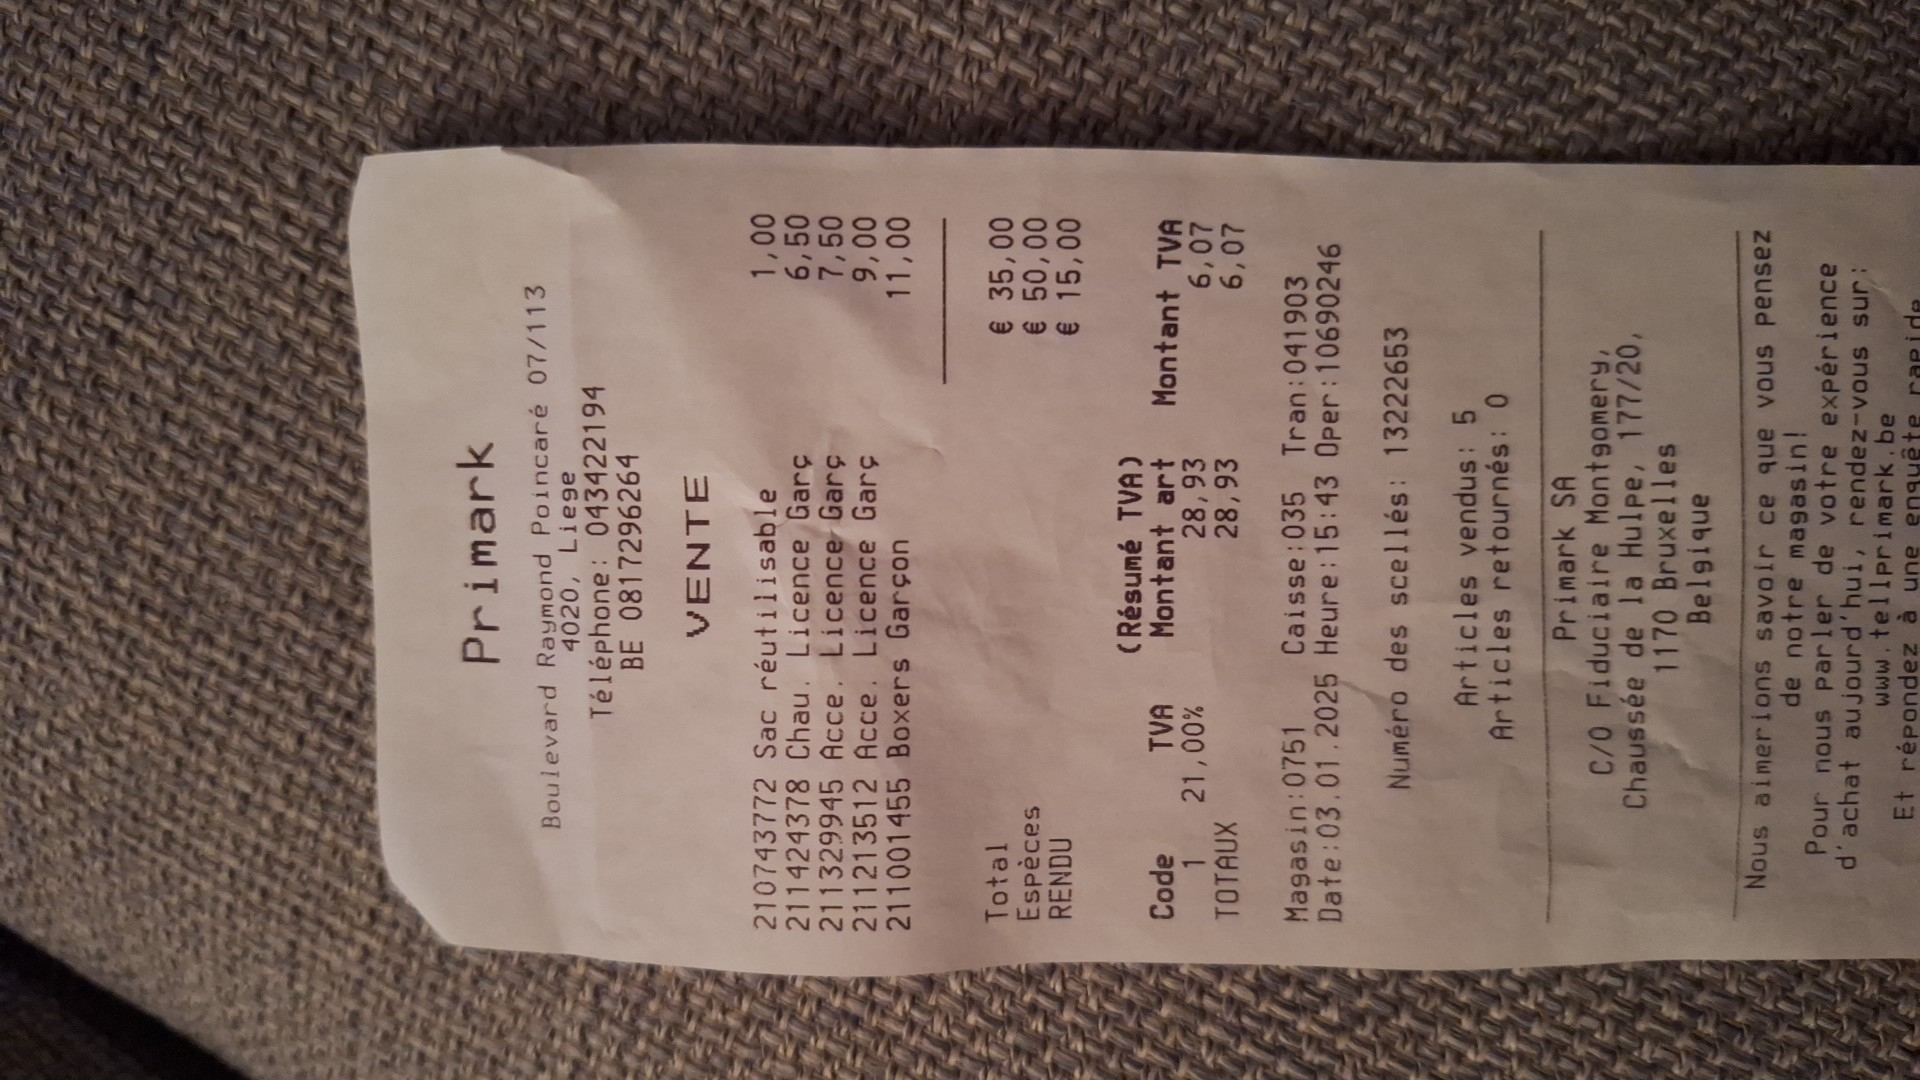 Primark
Boulevard Raymond Poincaré 07/113
4020, Liege
Téléphone: 043422194
BE 0817296264
VENTE
210743772 Sac réutilisable 1,00
211424378 Chau. Licence Garç 6,50
211329945 Acce. Licence Garç 7,50
211213512 Acce. Licence Garç 9,00
211001455 Boxers Garçon 11,00
Total € 35,00
Espèces € 50,00
RENDU € 15,00
(Résumé TVA)
Code TVA Montant art Montant TVA
1 21,00% 28,93 6,07
TOTAUX 28,93 6,07
Magasin:0751 Caisse:035 Tran:041903
Date:03.01.2025 Heure:15:43 Oper:10690246
Numéro des scellés: 13222653
Articles vendus: 5
Articles retournés: 0
Primark SA
C/O Fiduciaire Montgomery,
Chaussée de la Hulpe, 177/20,
1170 Bruxelles
Belgique
Nous aimerions savoir ce que vous pensez
de notre magasin!
Pour nous parler de votre expérience
d'achat aujourd'hui, rendez-vous sur:
www.tellprimark.be
Et répondez à une enquête rapide